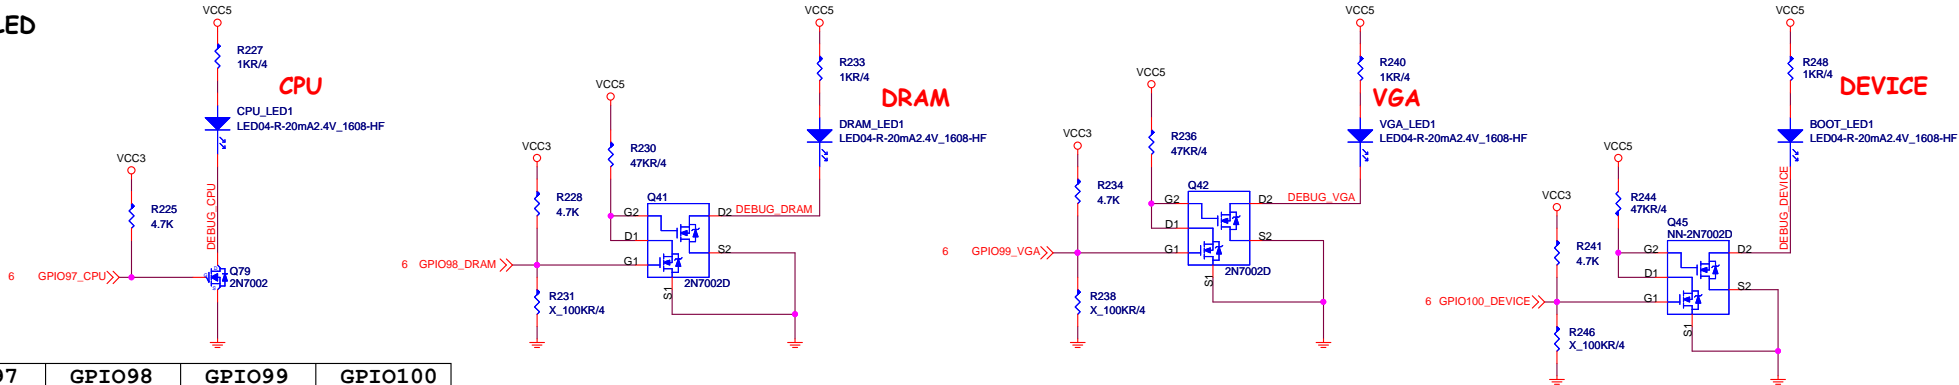 LED
VCC5
R227
1KR/4
CPU
CPU_LED1
LED04-R-20mA2.4V_1608-HF
VCC3
R225
4.7K
DEBUG_CPU
6 GPIO97_CPU
Q79
2N7002
VCC5
R233
1KR/4
DRAM
DRAM_LED1
LED04-R-20mA2.4V_1608-HF
VCC5
R230
47KR/4
VCC3
R228
4.7K
Q41
G2
D2
DEBUG_DRAM
D1
S2
6 GPIO98_DRAM
G1
S1
2N7002D
R231
X_100KR/4
VCC5
R240
1KR/4
VGA
VGA_LED1
LED04-R-20mA2.4V_1608-HF
VCC5
R236
47KR/4
VCC3
R234
4.7K
Q42
G2
D2
DEBUG_VGA
D1
S2
6 GPIO99_VGA
G1
S1
2N7002D
R238
X_100KR/4
VCC5
R248
1KR/4
DEVICE
BOOT_LED1
LED04-R-20mA2.4V_1608-HF
DEBUG_DEVICE
VCC5
R244
47KR/4
VCC3
R241
4.7K
Q45
NN-2N7002D
G2
D2
D1
S2
6 GPIO100_DEVICE
G1
S1
R246
X_100KR/4
97 GPIO98 GPIO99 GPIO100